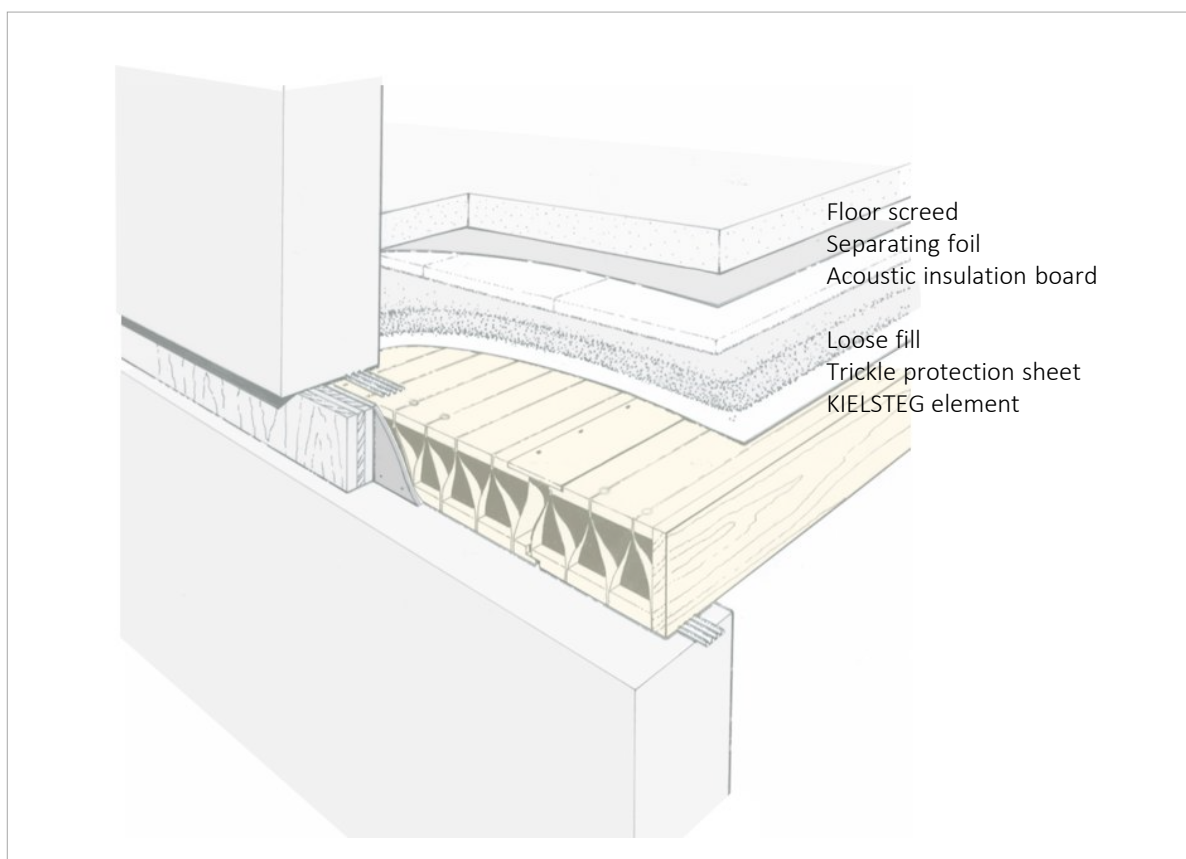 Floor screed
Separating foil
Acoustic insulation board
Loose fill
Trickle protection sheet
KIELSTEG element